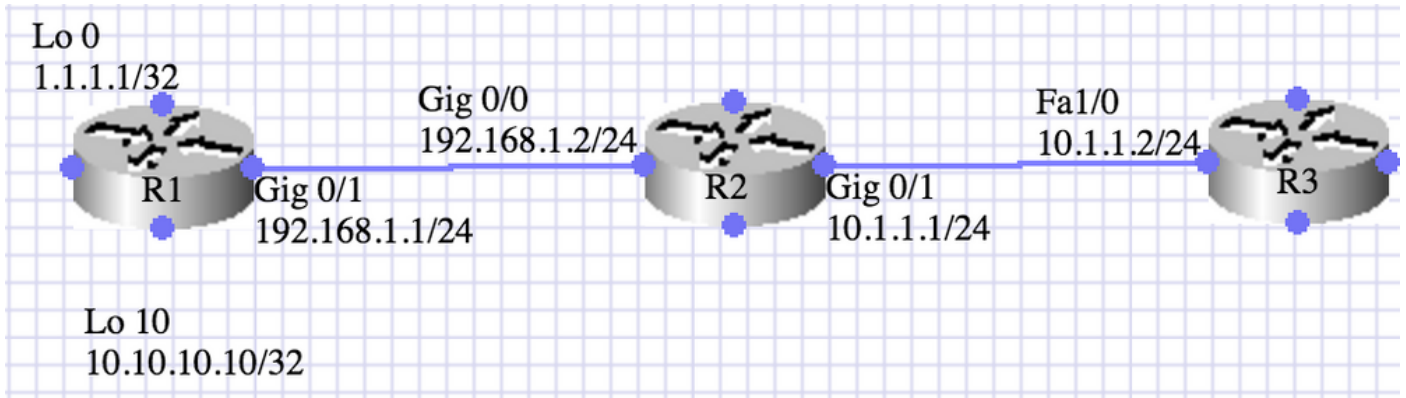 Lo 0
1.1.1.1/32
R1
Gig 0/1
192.168.1.1/24
Lo 10
10.10.10.10/32
Gig 0/0
192.168.1.2/24
R2
Gig 0/1
10.1.1.1/24
Fa1/0
10.1.1.2/24
R3